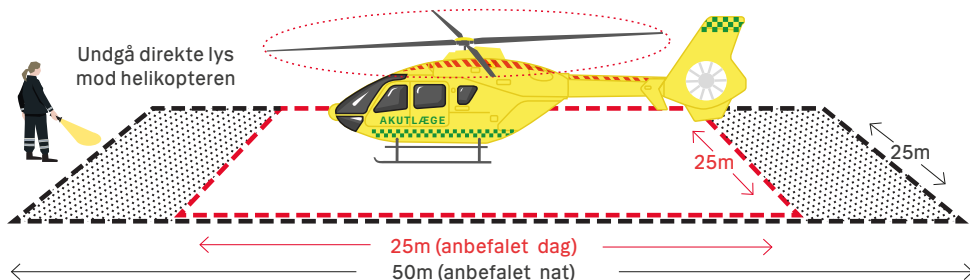 Undgå direkte lys
mod helikopteren
AKUTLÆGE
25m
25m
25m (anbefalet dag)
50m (anbefalet nat)